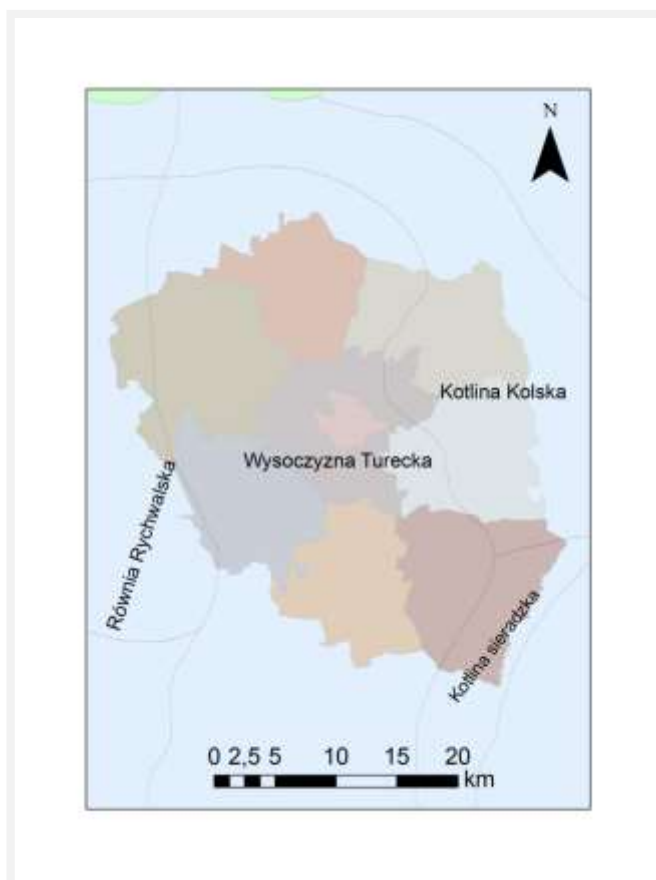 N
Kotlina Kolska
Wysoczyzna Turecka
Równia Rychwalska
Kotlina sieradzka
0 2,5 5 10 15 20
km